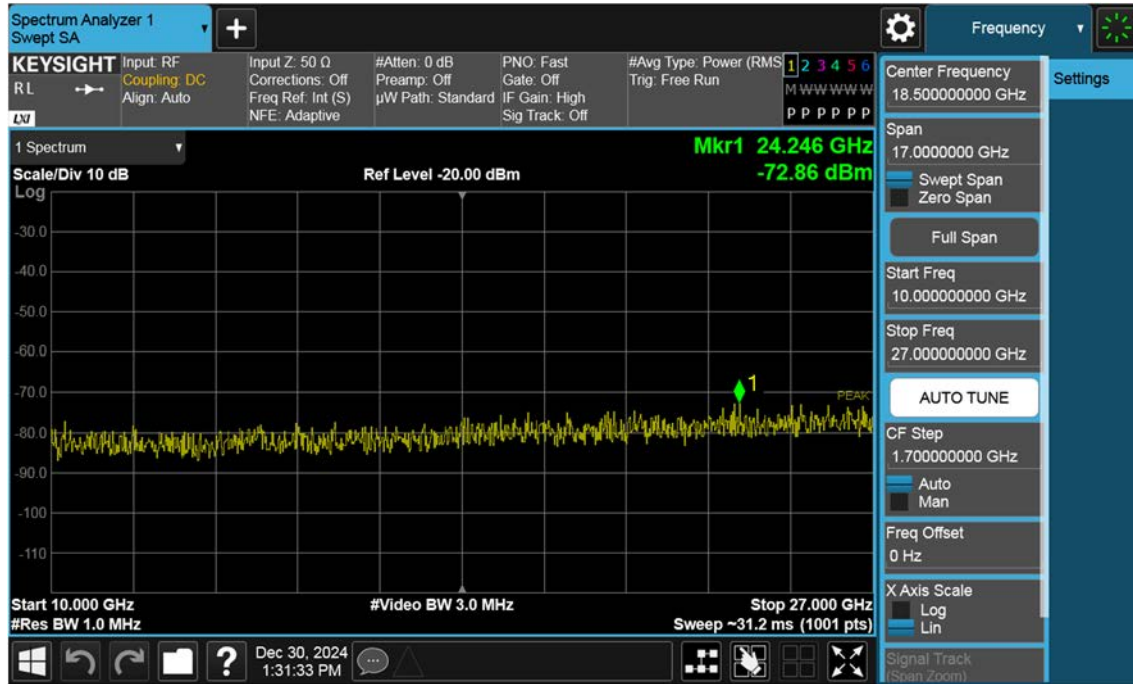 Spectrum Analyzer 1
Swept SA
+
Frequency
KEYSIGHT
RL
LXI
Input: RF
Coupling: DC
Align: Auto
Input Z: 50 Ω
Corrections: Off
Freq Ref: Int (S)
NFE: Adaptive
#Atten: 0 dB
Preamp: Off
µW Path: Standard
PNO: Fast
Gate: Off
IF Gain: High
Sig Track: Off
#Avg Type: Power (RMS
Trig: Free Run
1 2 3 4 5 6
M W W W W W
P P P P P P
1 Spectrum
Mkr1 24.246 GHz
-72.86 dBm
Scale/Div 10 dB
Ref Level -20.00 dBm
Log
-30.0
-40.0
-50.0
-60.0
-70.0
-80.0
-90.0
-100
-110
1
PEAK
Start 10.000 GHz
#Video BW 3.0 MHz
Stop 27.000 GHz
#Res BW 1.0 MHz
Sweep ~31.2 ms (1001 pts)
Center Frequency
18.500000000 GHz
Settings
Span
17.0000000 GHz
Swept Span
Zero Span
Full Span
Start Freq
10.000000000 GHz
Stop Freq
27.000000000 GHz
AUTO TUNE
CF Step
1.700000000 GHz
Auto
Man
Freq Offset
0 Hz
X Axis Scale
Log
Lin
Signal Track
(Span Zoom)
?
Dec 30, 2024
1:31:33 PM